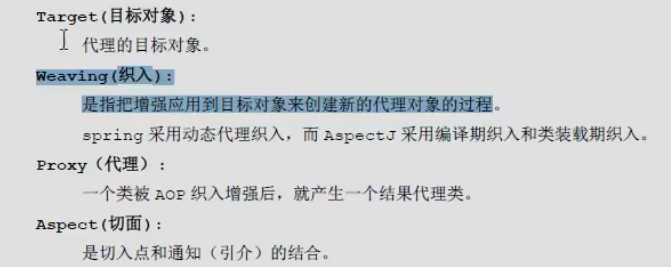 Target(目标对象):
代理的目标对象。
Weaving(织入):
是指把增强应用到目标对象来创建新的代理对象的过程。
spring 采用动态代理织入，而 AspectJ 采用编译期织入和类装载期织入。
Proxy（代理）:
一个类被 AOP 织入增强后，就产生一个结果代理类。
Aspect(切面):
是切入点和通知（引介）的结合。